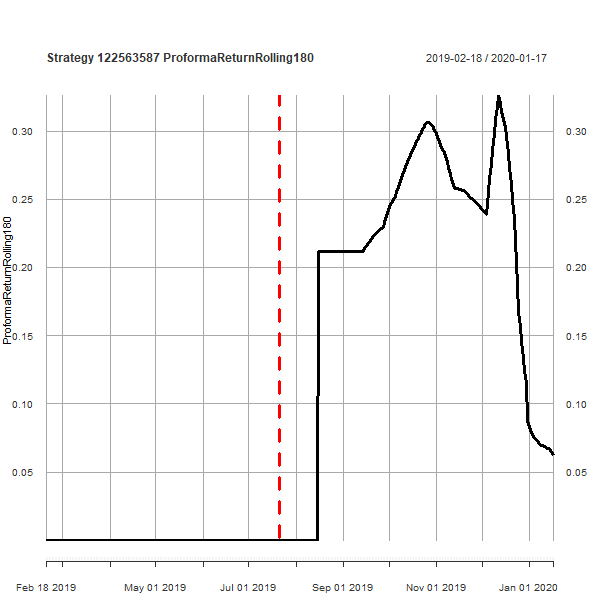 Strategy 122563587 ProformaReturnRolling180 2019-02-18 / 2020-01-17
0.30 0.30
0.25 0.25
ProformaReturnRolling180
0.20 0.20
0.15 0.15
0.10 0.10
0.05 0.05
Feb 18 2019 May 01 2019 Jul 01 2019 Sep 01 2019 Nov 01 2019 Jan 01 2020